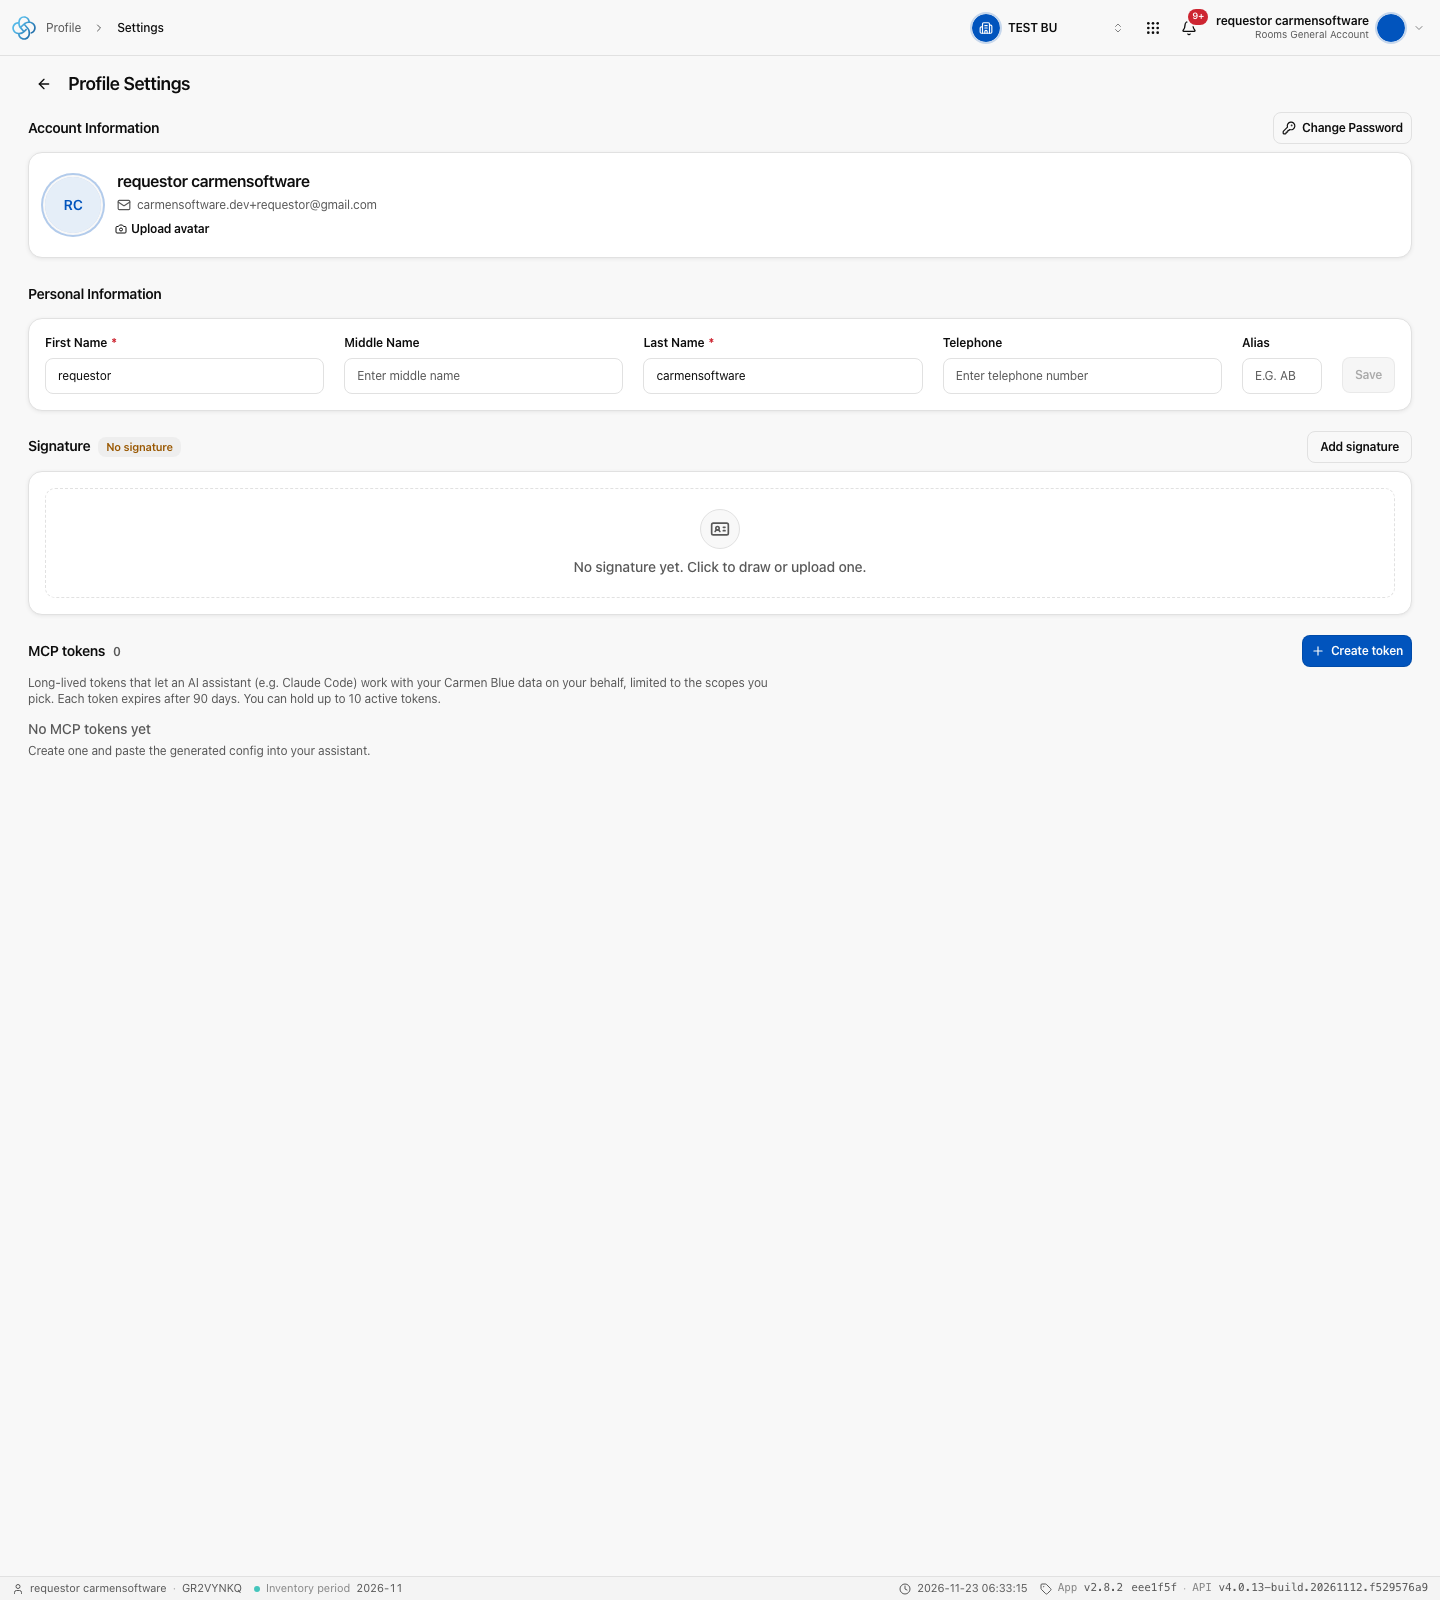 Profile > Settings
TEST BU
9+
requestor carmensoftware
Rooms General Account
Profile Settings
Account Information
Change Password
RC
requestor carmensoftware
carmensoftware.dev+requestor@gmail.com
Upload avatar
Personal Information
First Name *
Middle Name
Last Name *
Telephone
Alias
requestor
Enter middle name
carmensoftware
Enter telephone number
E.G. AB
Save
Signature
No signature
Add signature
No signature yet. Click to draw or upload one.
MCP tokens 0
Create token
Long-lived tokens that let an AI assistant (e.g. Claude Code) work with your Carmen Blue data on your behalf, limited to the scopes you
pick. Each token expires after 90 days. You can hold up to 10 active tokens.
No MCP tokens yet
Create one and paste the generated config into your assistant.
requestor carmensoftware · GR2VYNKQ Inventory period 2026-11
2026-11-23 06:33:15 App v2.8.2 eee1f5f · API v4.0.13-build.20261112.f529576a9